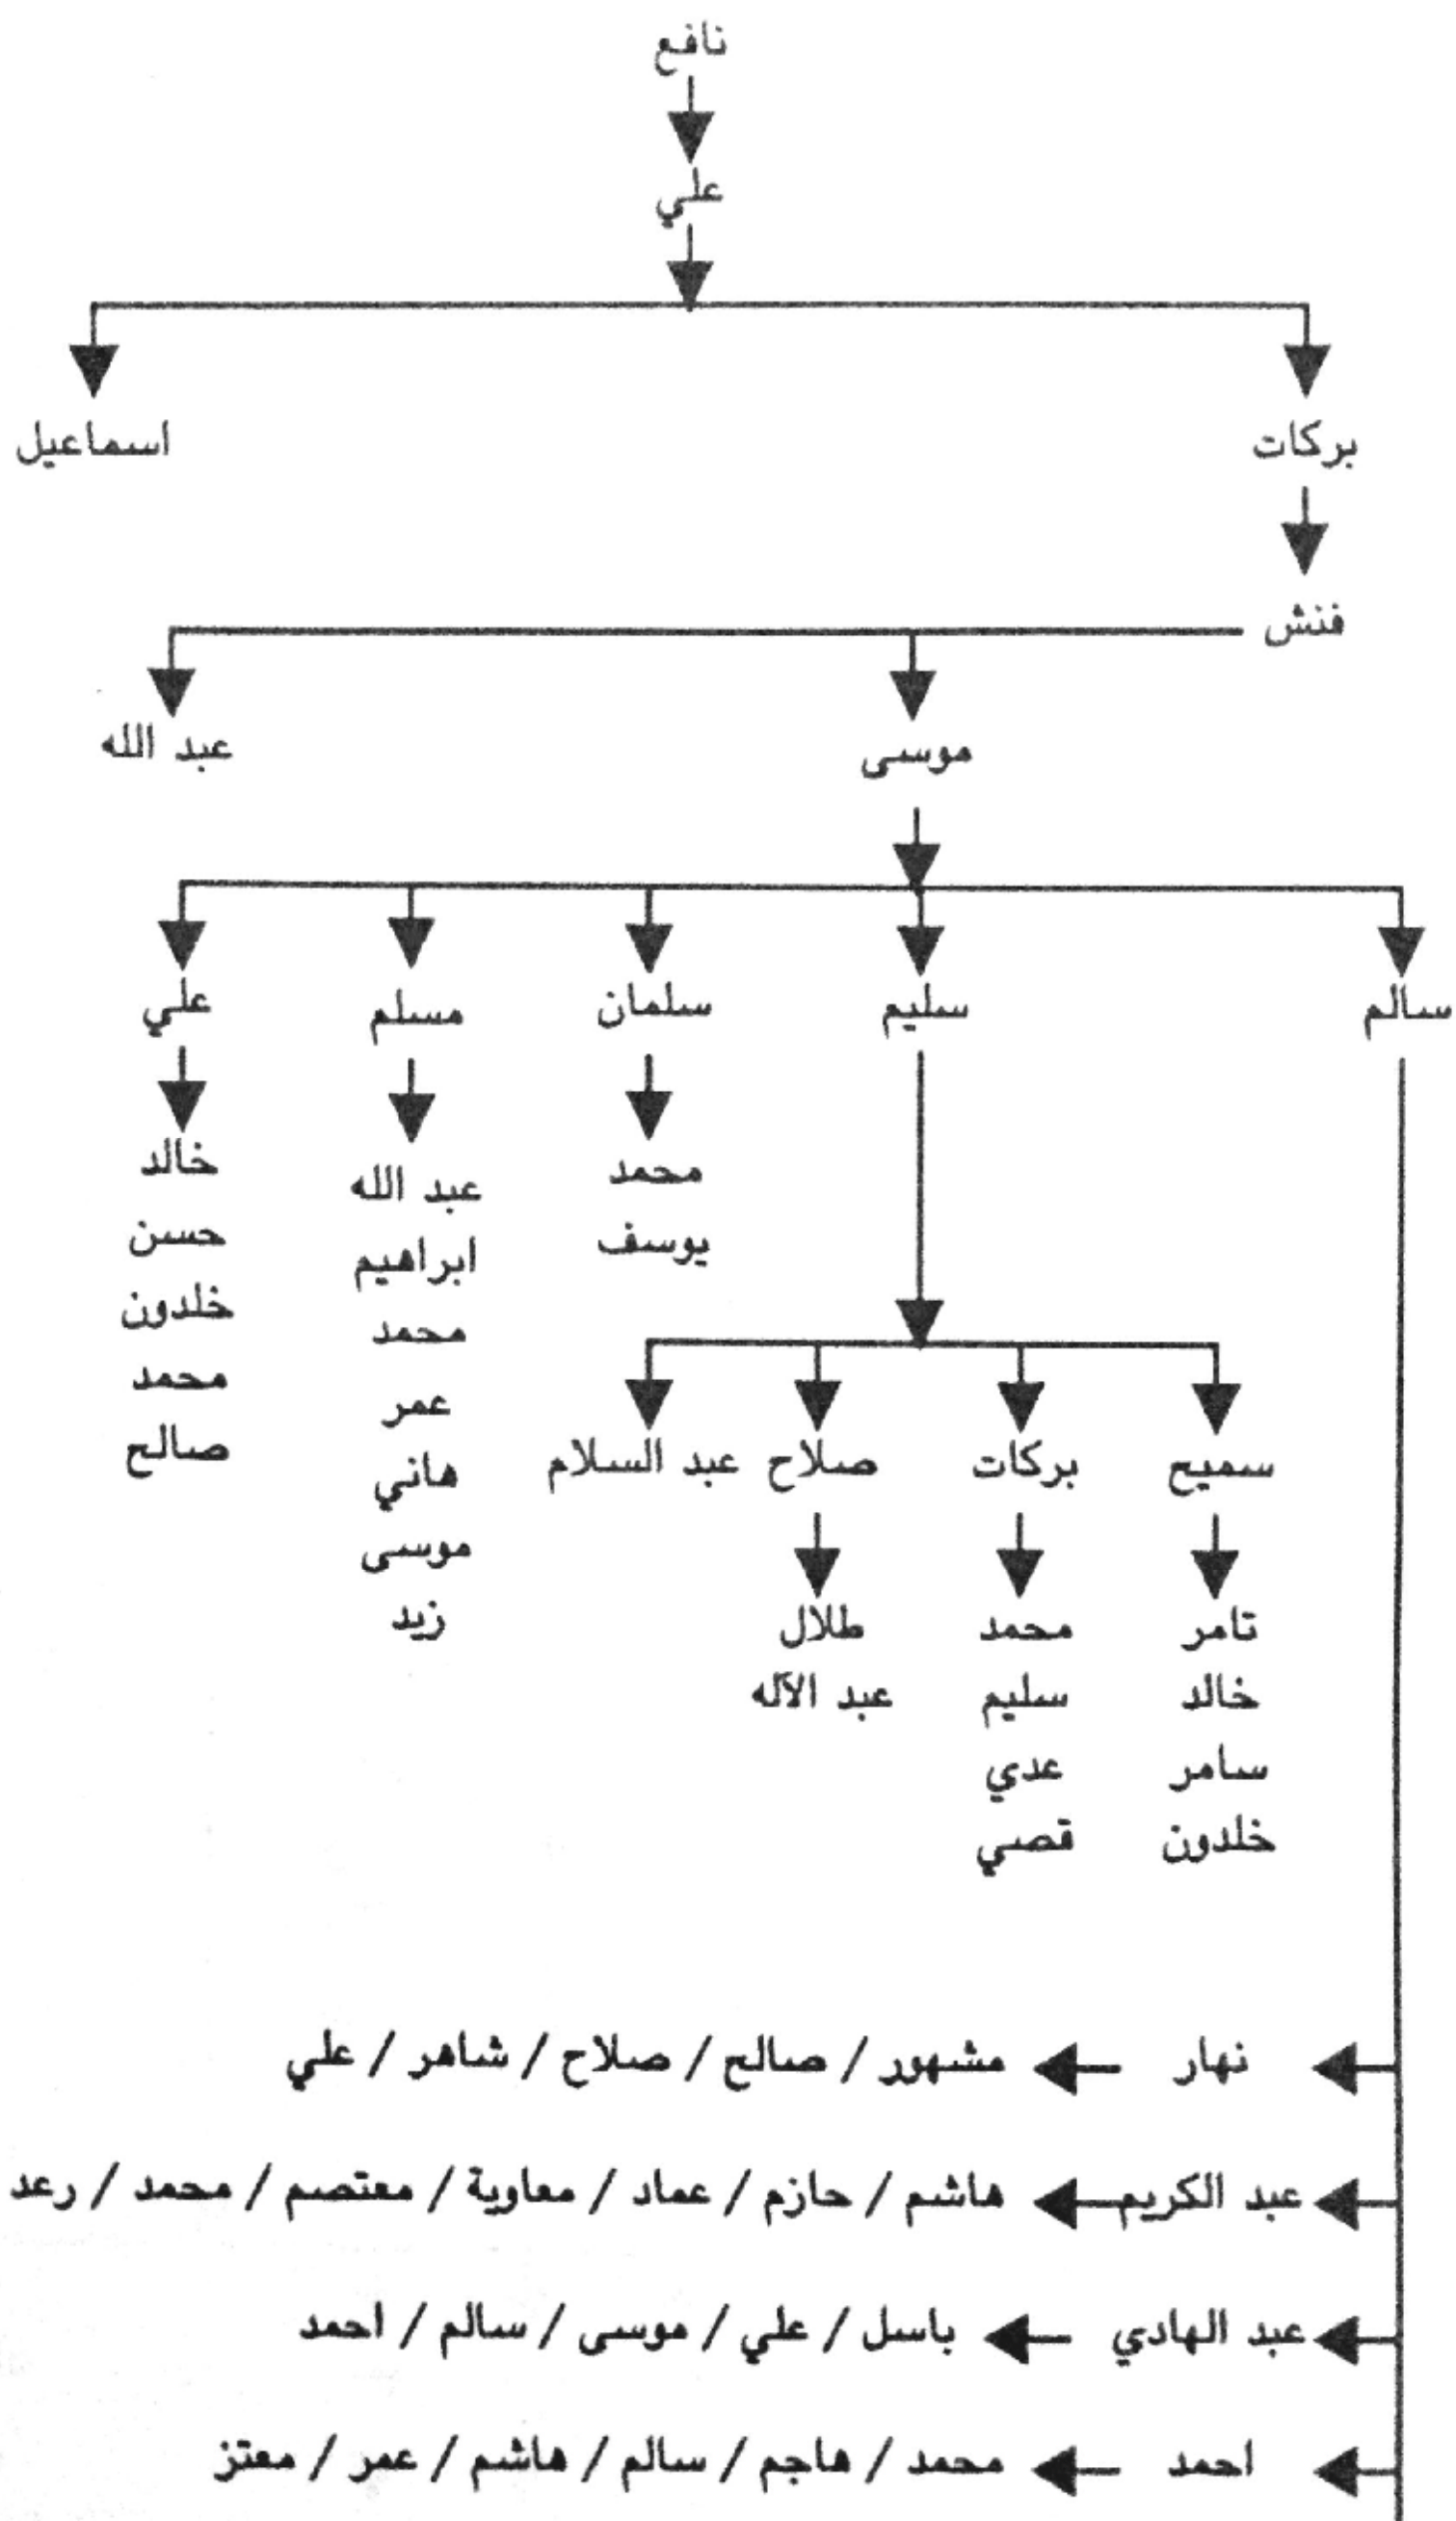 نافع
علي
بركات اسماعيل
فنش
موسى عبد الله
سالم سليم سلمان مسلم علي
محمد
يوسف
عبد الله
ابراهيم
محمد
عمر
هاني
موسى
زيد
خالد
حسن
خلدون
محمد
صالح
سميح بركات صلاح عبد السلام
تامر
خالد
سامر
خلدون
محمد
سليم
عدي
قصي
طلال
عبد الآله
نهار مشهور / صالح / صلاح / شاهر / علي
عبد الكريم هاشم / حازم / عماد / معاوية / معتصم / محمد / رعد
عبد الهادي باسل / علي / موسى / سالم / احمد
احمد محمد / هاجم / سالم / هاشم / عمر / معتز